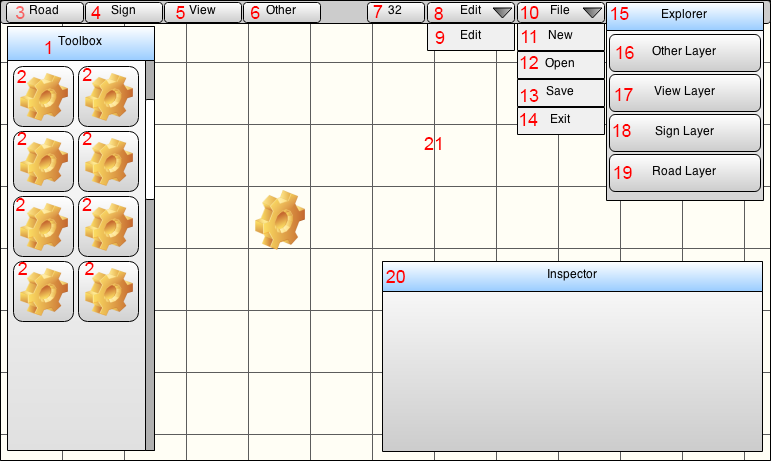 3 Road 4 Sign 5 View 6 Other 7 32 8 Edit 10 File 15 Explorer
1 Toolbox
9 Edit
11 New
12 Open
13 Save
14 Exit
16 Other Layer
17 View Layer
18 Sign Layer
19 Road Layer
2 2
2 2
2 2
2 2
21
20 Inspector